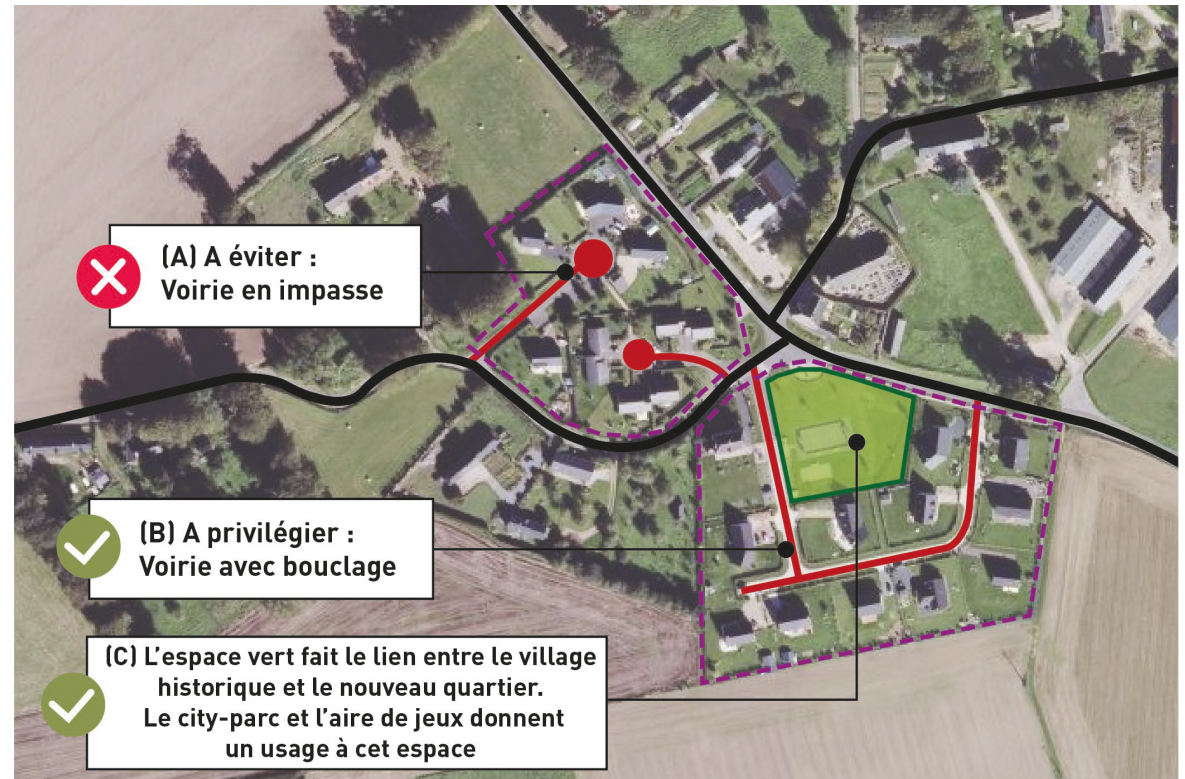 (A) A éviter :
Voirie en impasse
(B) A privilégier :
Voirie avec bouclage
(C) L'espace vert fait le lien entre le village
historique et le nouveau quartier.
Le city-parc et l'aire de jeux donnent
un usage à cet espace